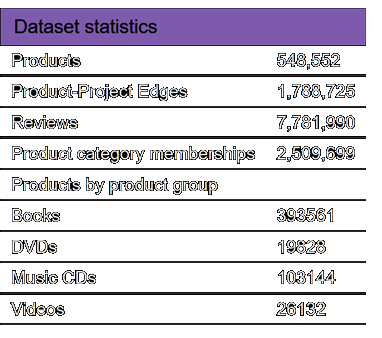 Dataset statistics
Products 548,552
Product-Project Edges 1,788,725
Reviews 7,781,990
Product category memberships 2,509,699
Products by product group
Books 393561
DVDs 19828
Music CDs 103144
Videos 26132